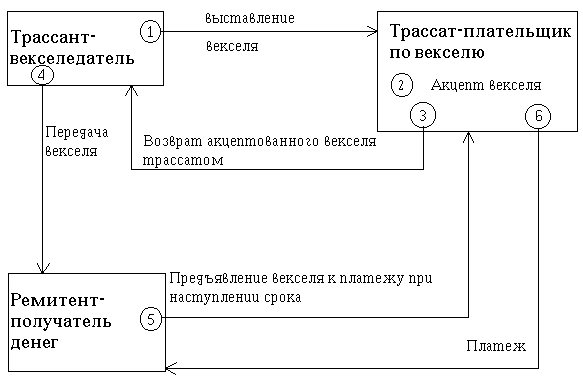 Трассант-
векселедатель
1
4
выставление
векселя
Трассат-плательщик
по векселю
2 Акцепт векселя
3
6
Передача
векселя
Возврат акцептованного векселя
трассатом
Ремитент-
получатель
денег
5
Предъявление векселя к платежу при
наступлении срока
Платеж